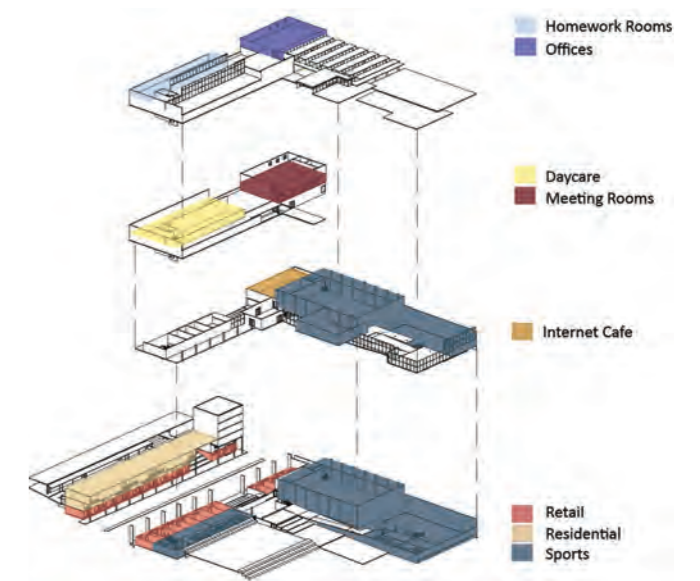 Homework Rooms
Offices
Daycare
Meeting Rooms
Internet Cafe
Retail
Residential
Sports